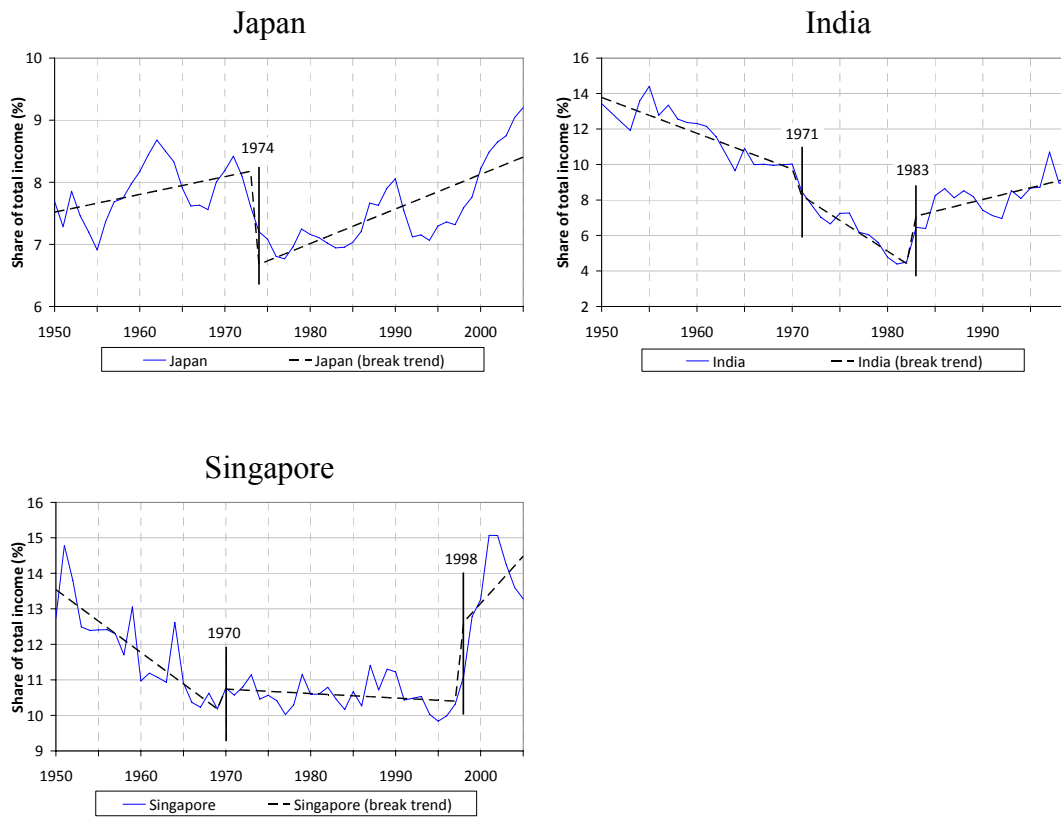 Japan
Share of total income (%)
10
9
8
7
6
1974
1950 1960 1970 1980 1990 2000
Japan Japan (break trend)
India
Share of total income (%)
16
14
12
10
8
6
4
2
1971
1983
1950 1960 1970 1980 1990
India India (break trend)
Singapore
Share of total income (%)
16
15
14
13
12
11
10
9
1970
1998
1950 1960 1970 1980 1990 2000
Singapore Singapore (break trend)